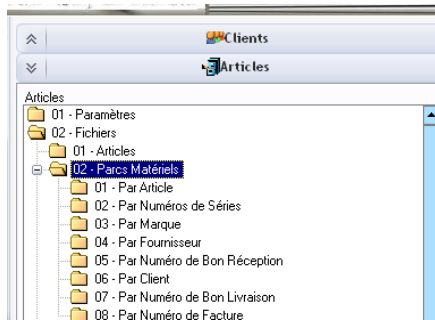 Clients
Articles
Articles
01 - Paramètres
02 - Fichiers
01 - Articles
02 - Parcs Matériels
01 - Par Article
02 - Par Numéros de Séries
03 - Par Marque
04 - Par Fournisseur
05 - Par Numéro de Bon Réception
06 - Par Client
07 - Par Numéro de Bon Livraison
08 - Par Numéro de Facture